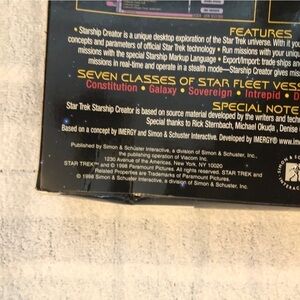 FEATURES
• Starship Creator is a unique desktop exploration of the Star Trek universe. With it yo
concepts and parameters of official Star Trek technology • Run missions with your unique
missions with the special Starship Markup Language • Export/Import: trade ships an
missions in real-time and operate in a stealth mode—Starship Creator gives miss
SEVEN CLASSES OF STAR FLEET VESS
Constitution • Galaxy • Sovereign • Intrepid • D
SPECIAL NOTE
Star Trek Starship Creator is based on source material developed by the writers and techn
Special thanks to Rick Sternbach, Michael Okuda, Denise
Based on a concept by IMERGY and Simon & Schuster Interactive. Developed by IMERGY® www.im
Published by Simon & Schuster Interactive, a division of Simon & Schuster, Inc.,
the publishing operation of Viacom Inc.
1230 Avenue of the Americas, New York, NY 10020
STAR TREK™ and © 1998 Paramount Pictures. All rights reserved. STAR TREK and
Related Properties are Trademarks of Paramount Pictures.
© 1998 Simon & Schuster Interactive, a division of Simon & Schuster, Inc.